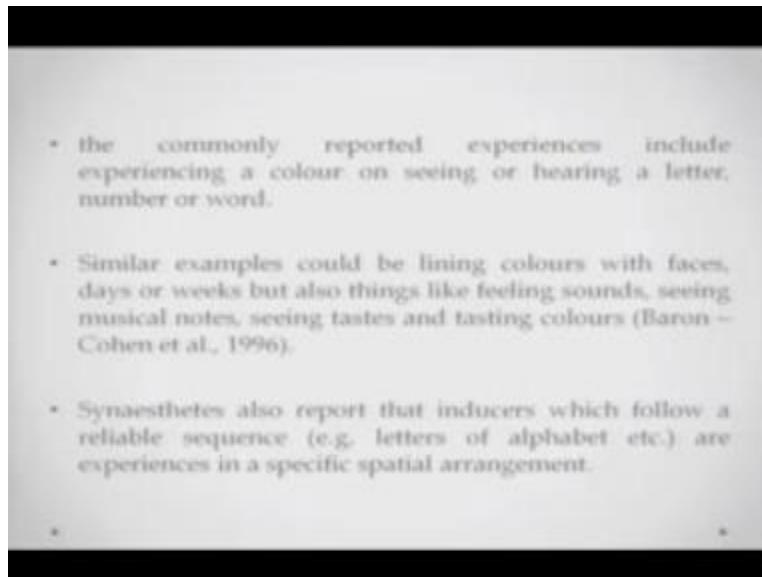 • the commonly reported experiences include
experiencing a colour on seeing or hearing a letter,
number or word.
• Similar examples could be lining colours with faces,
days or weeks but also things like feeling sounds, seeing
musical notes, seeing tastes and tasting colours (Baron –
Cohen et al., 1996).
• Synaesthetes also report that inducers which follow a
reliable sequence (e.g. letters of alphabet etc.) are
experiences in a specific spatial arrangement.